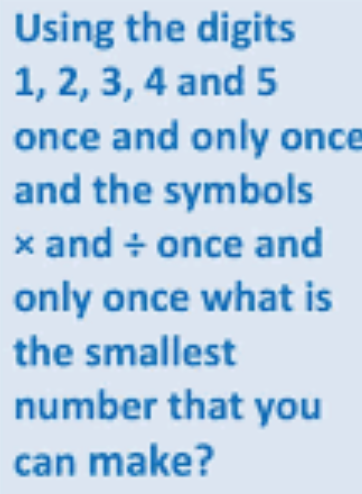 Using the digits
1, 2, 3, 4 and 5
once and only once
and the symbols
× and ÷ once and
only once what is
the smallest
number that you
can make?